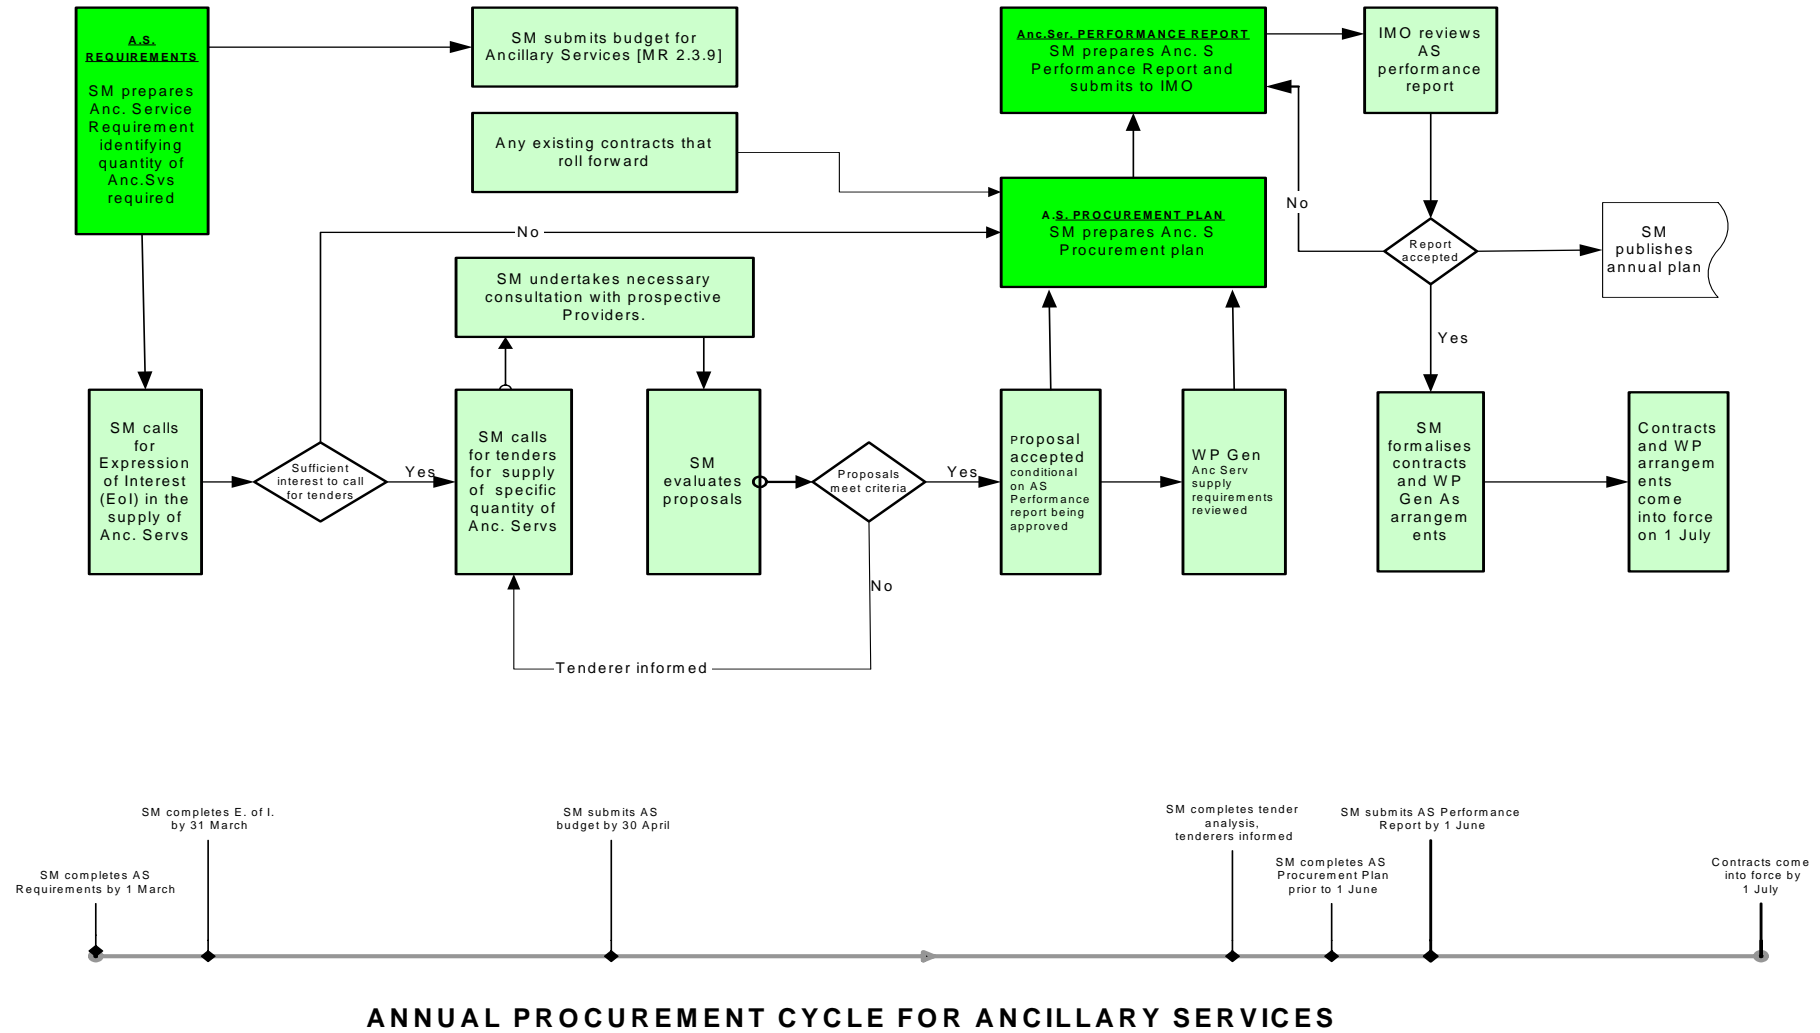 A.S.
REQUIREMENTS
SM prepares
Anc. Service
Requirement
identifying
quantity of
Anc.Svs
required
SM submits budget for
Ancillary Services [MR 2.3.9]
Any existing contracts that
roll forward
Anc.Ser. PERFORMANCE REPORT
SM prepares Anc. S
Performance Report and
submits to IMO
IMO reviews
AS
performance
report
A.S. PROCUREMENT PLAN
SM prepares Anc. S
Procurement plan
No
No
Report
accepted
SM
publishes
annual plan
Yes
SM undertakes necessary
consultation with prospective
Providers.
SM calls
for
Expression
of Interest
(EoI) in the
supply of
Anc. Servs
Sufficient
interest to call
for tenders
Yes
SM calls
for tenders
for supply
of specific
quantity of
Anc. Servs
SM
evaluates
proposals
Proposals
meet criteria
Yes
No
Tenderer informed
Proposal
accepted
conditional
on AS
Performance
report being
approved
WP Gen
Anc Serv
supply
requirements
reviewed
SM
formalises
contracts
and WP
Gen As
arrangem
ents
Contracts
and WP
arrangem
ents
come
into force
on 1 July
SM completes AS
Requirements by 1 March
SM completes E. of I.
by 31 March
SM submits AS
budget by 30 April
SM completes tender
analysis,
tenderers informed
SM completes AS
Procurement Plan
prior to 1 June
SM submits AS Performance
Report by 1 June
Contracts come
into force by
1 July
ANNUAL PROCUREMENT CYCLE FOR ANCILLARY SERVICES